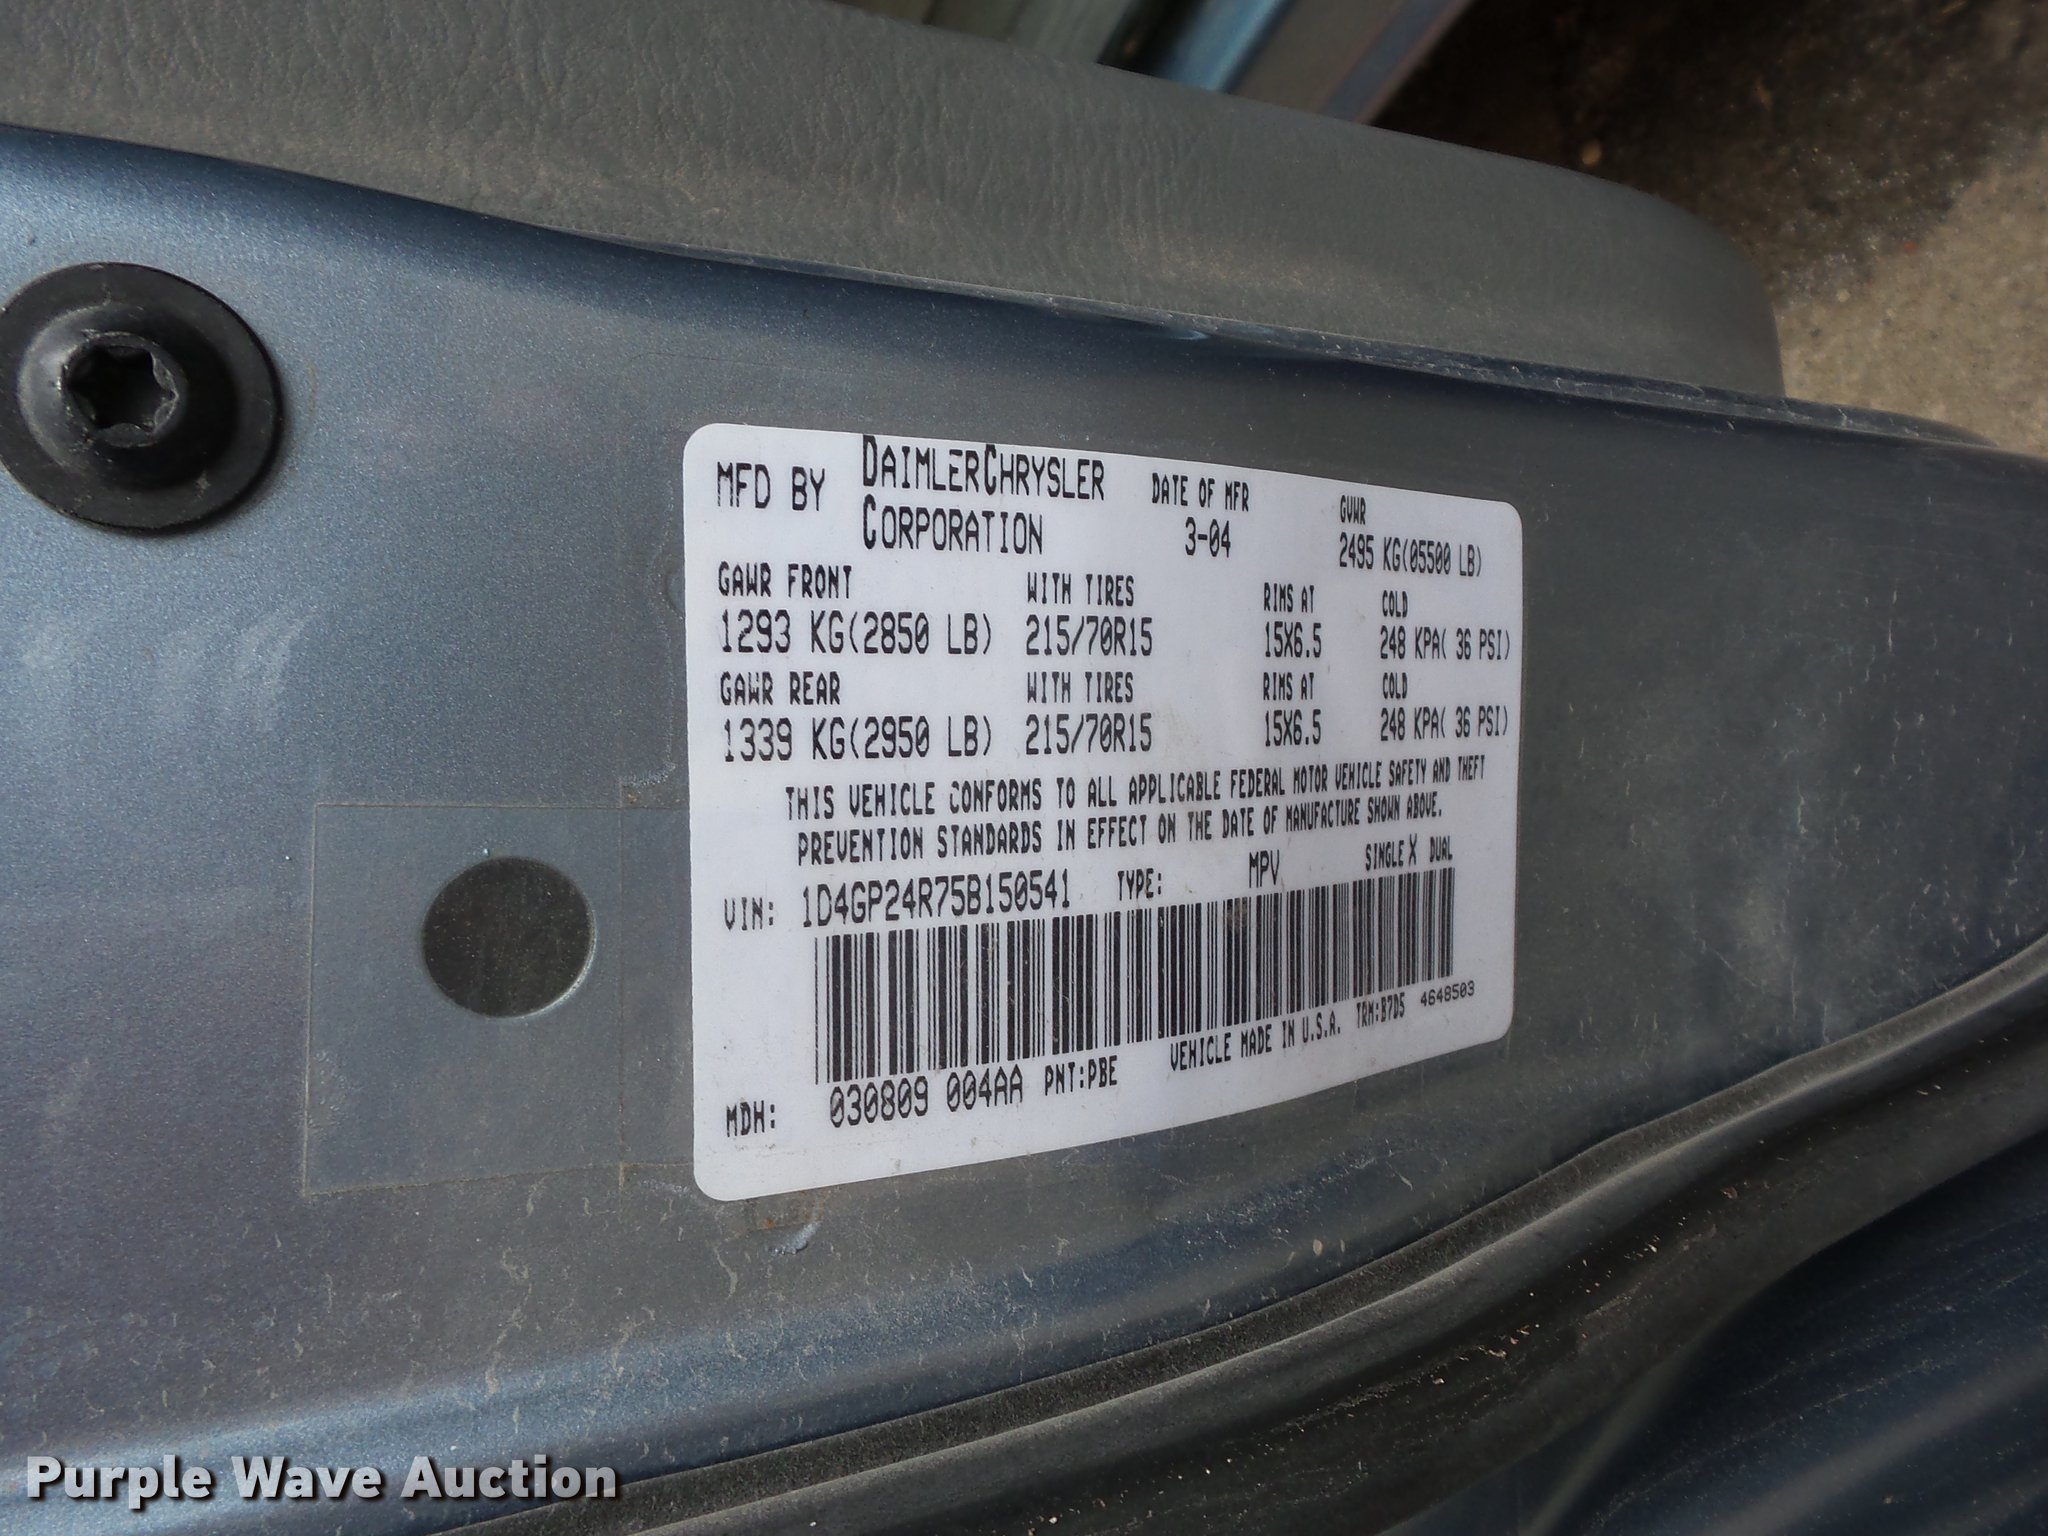 MFD BY DAIMLERCHRYSLER CORPORATION DATE OF MFR 3-04 GVWR 2495 KG(05500 LB)
GAWR FRONT WITH TIRES RIMS AT COLD
1293 KG(2850 LB) 215/70R15 15X6.5 248 KPA( 36 PSI)
GAWR REAR WITH TIRES RIMS AT COLD
1339 KG(2950 LB) 215/70R15 15X6.5 248 KPA( 36 PSI)
THIS VEHICLE CONFORMS TO ALL APPLICABLE FEDERAL MOTOR VEHICLE SAFETY AND THEFT
PREVENTION STANDARDS IN EFFECT ON THE DATE OF MANUFACTURE SHOWN ABOVE.
VIN: 1D4GP24R75B150541 TYPE: MPV SINGLE X DUAL
MDH: 030809 004AA PNT:PBE VEHICLE MADE IN U.S.A. TRM:B7D5 4648503
Purple Wave Auction